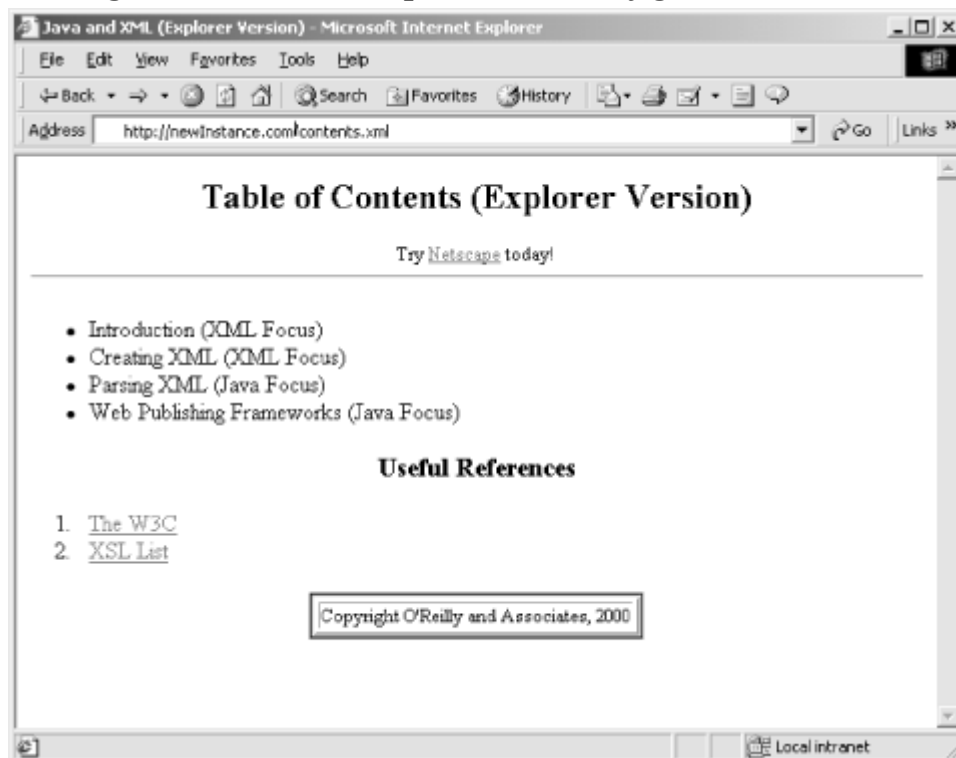 Java and XML (Explorer Version) - Microsoft Internet Explorer
File Edit View Favorites Tools Help
Back Search Favorites History
Address http://newInstance.com/contents.xml Go Links »
Table of Contents (Explorer Version)
Try Netscape today!
• Introduction (XML Focus)
• Creating XML (XML Focus)
• Parsing XML (Java Focus)
• Web Publishing Frameworks (Java Focus)
Useful References
1. The W3C
2. XSL List
Copyright O'Reilly and Associates, 2000
Local intranet